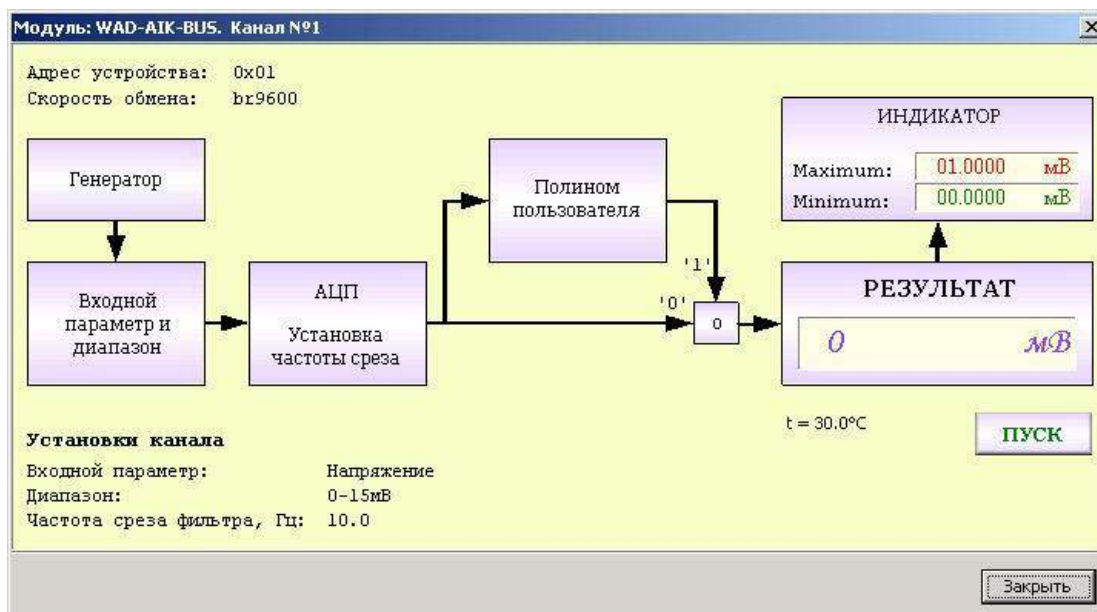 Модуль: WAD-AIK-BUS. Канал №1
Адрес устройства: 0x01
Скорость обмена: br9600
Генератор
Входной
параметр и
диапазон
АЦП
Установка
частоты среза
Полином
пользователя
'1'
'0'
0
ИНДИКАТОР
Maximum: 01.0000 мВ
Minimum: 00.0000 мВ
РЕЗУЛЬТАТ
0 мВ
t = 30.0°C
ПУСК
Установки канала
Входной параметр: Напряжение
Диапазон: 0-15мВ
Частота среза фильтра, Гц: 10.0
Закрыть